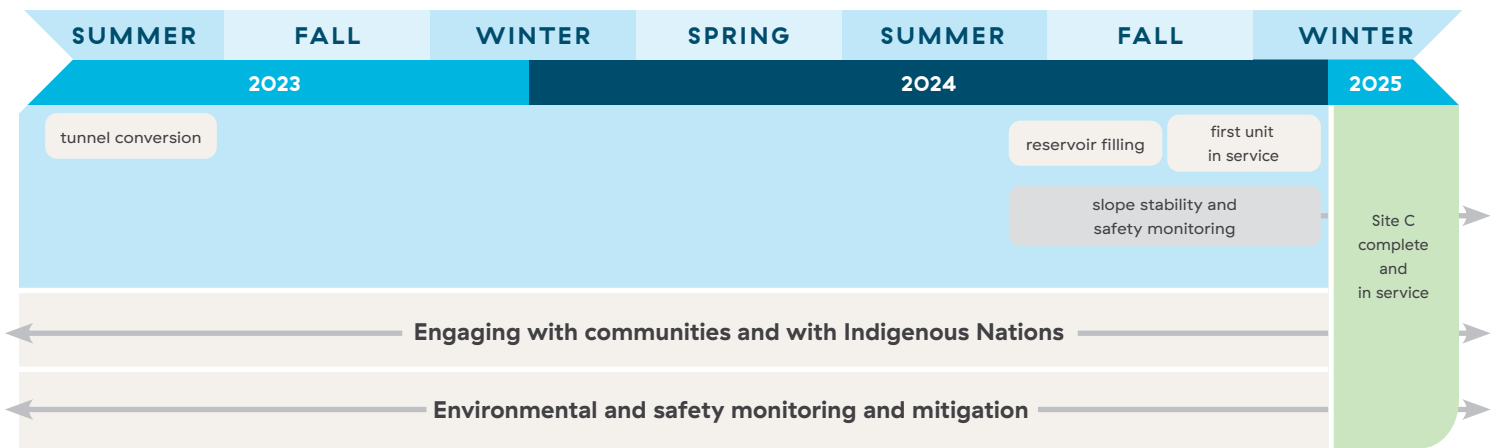 SUMMER FALL WINTER SPRING SUMMER FALL WINTER
2023 2024 2025
tunnel conversion
reservoir filling
first unit
in service
slope stability and
safety monitoring
Site C
complete
and
in service
Engaging with communities and with Indigenous Nations
Environmental and safety monitoring and mitigation